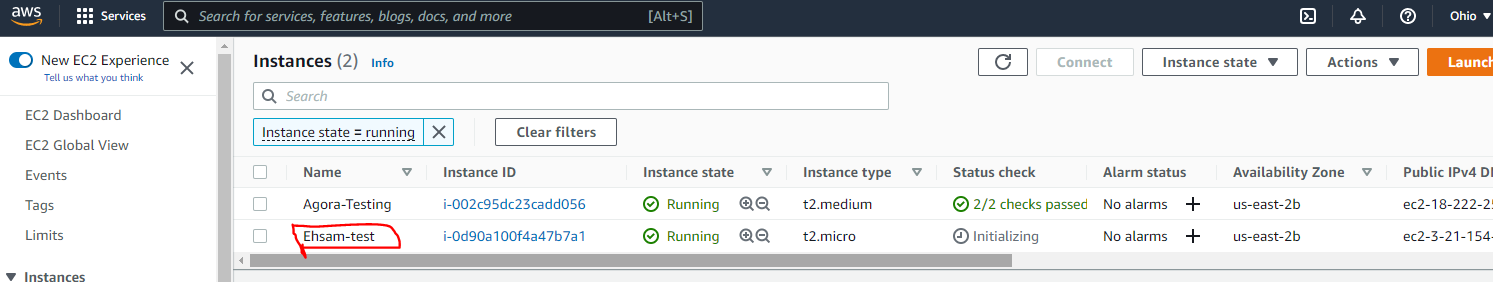 aws Services Search for services, features, blogs, docs, and more [Alt+S] Ohio
New EC2 Experience
Tell us what you think
EC2 Dashboard
EC2 Global View
Events
Tags
Limits
Instances
Instances (2) Info
Connect Instance state Actions Launch
Search
Instance state = running Clear filters
Name Instance ID Instance state Instance type Status check Alarm status Availability Zone Public IPv4 D
Agora-Testing i-002c95dc23cadd056 Running t2.medium 2/2 checks passed No alarms us-east-2b ec2-18-222-25
Ehsam-test i-0d90a100f4a47b7a1 Running t2.micro Initializing No alarms us-east-2b ec2-3-21-154-